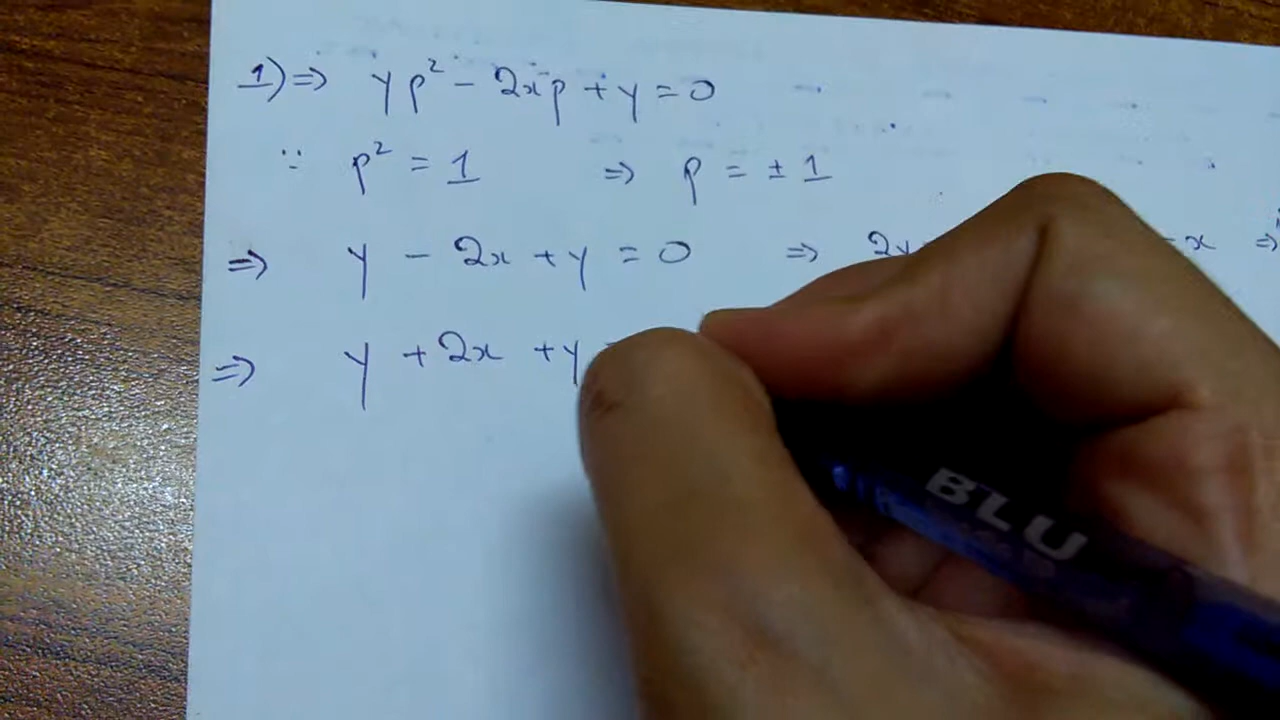 1) ⇒ yp² - 2xp + y = 0
∵ p² = 1 ⇒ p = ± 1
⇒ y - 2x + y = 0 ⇒ 2y x ⇒
⇒ y + 2x + y
BLU